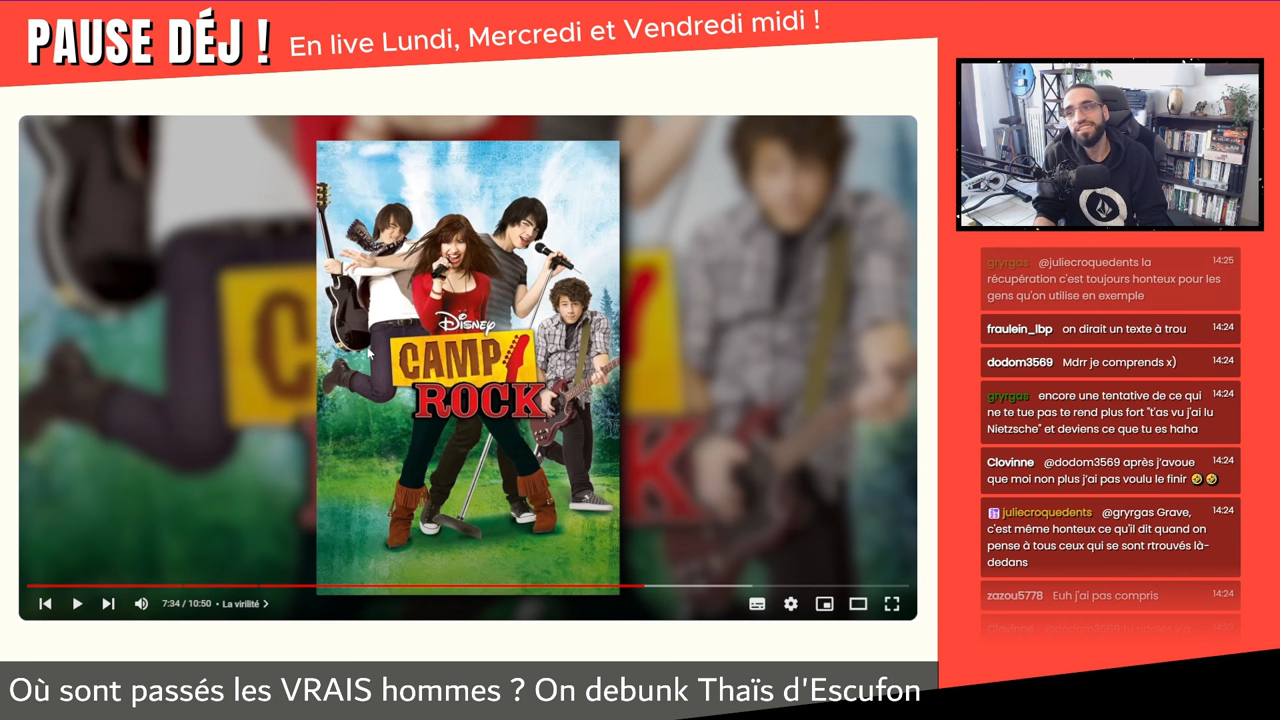 PAUSE DÉJ !
En live Lundi, Mercredi et Vendredi midi !
DISNEY
CAMP
ROCK
7:34 / 10:50 • La virilité
gryrgas @juliecroquedents la 14:25
récupération c'est toujours honteux pour les
gens qu'on utilise en exemple
fraulein_lbp on dirait un texte à trou 14:24
dodom3569 Mdrr je comprends x) 14:24
gryrgas encore une tentative de ce qui 14:24
ne te tue pas te rend plus fort "t'as vu j'ai lu
Nietzsche" et deviens ce que tu es haha
Clovinne @dodom3569 après j'avoue 14:24
que moi non plus j'ai pas voulu le finir 🤣 🤣
juliecroquedents @gryrgas Grave, 14:24
c'est même honteux ce qu'il dit quand on
pense à tous ceux qui se sont rtrouvés là-
dedans
zazou5778 Euh j'ai pas compris 14:24
Clovinne @dodom3569
Où sont passés les VRAIS hommes ? On debunk Thaïs d'Escufon